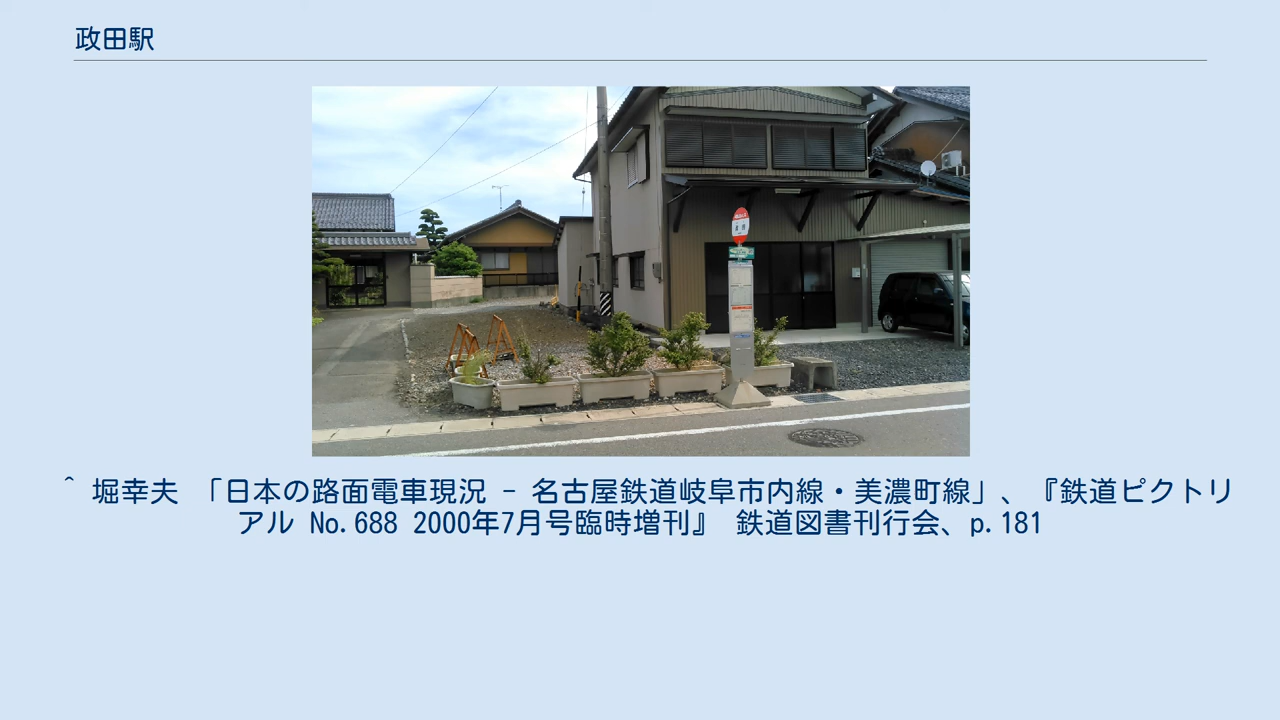 政田駅
^ 堀幸夫 「日本の路面電車現況 - 名古屋鉄道岐阜市内線・美濃町線」、『鉄道ピクトリ
アル No.688 2000年7月号臨時増刊』 鉄道図書刊行会、p.181